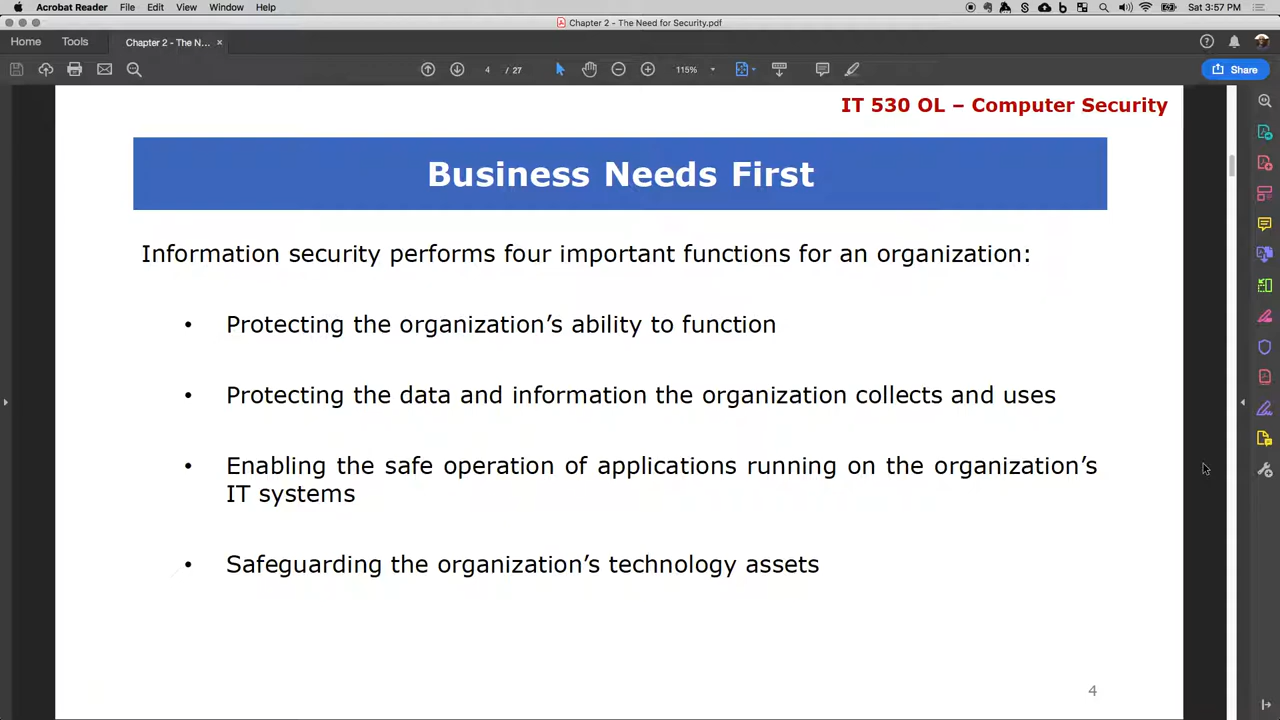 Acrobat Reader File Edit View Window Help Sat 3:57 PM
Chapter 2 - The Need for Security.pdf
Home Tools Chapter 2 - The N... ×
4 / 27 115% Share
IT 530 OL – Computer Security
Business Needs First
Information security performs four important functions for an organization:
• Protecting the organization’s ability to function
• Protecting the data and information the organization collects and uses
• Enabling the safe operation of applications running on the organization’s
IT systems
• Safeguarding the organization’s technology assets
4